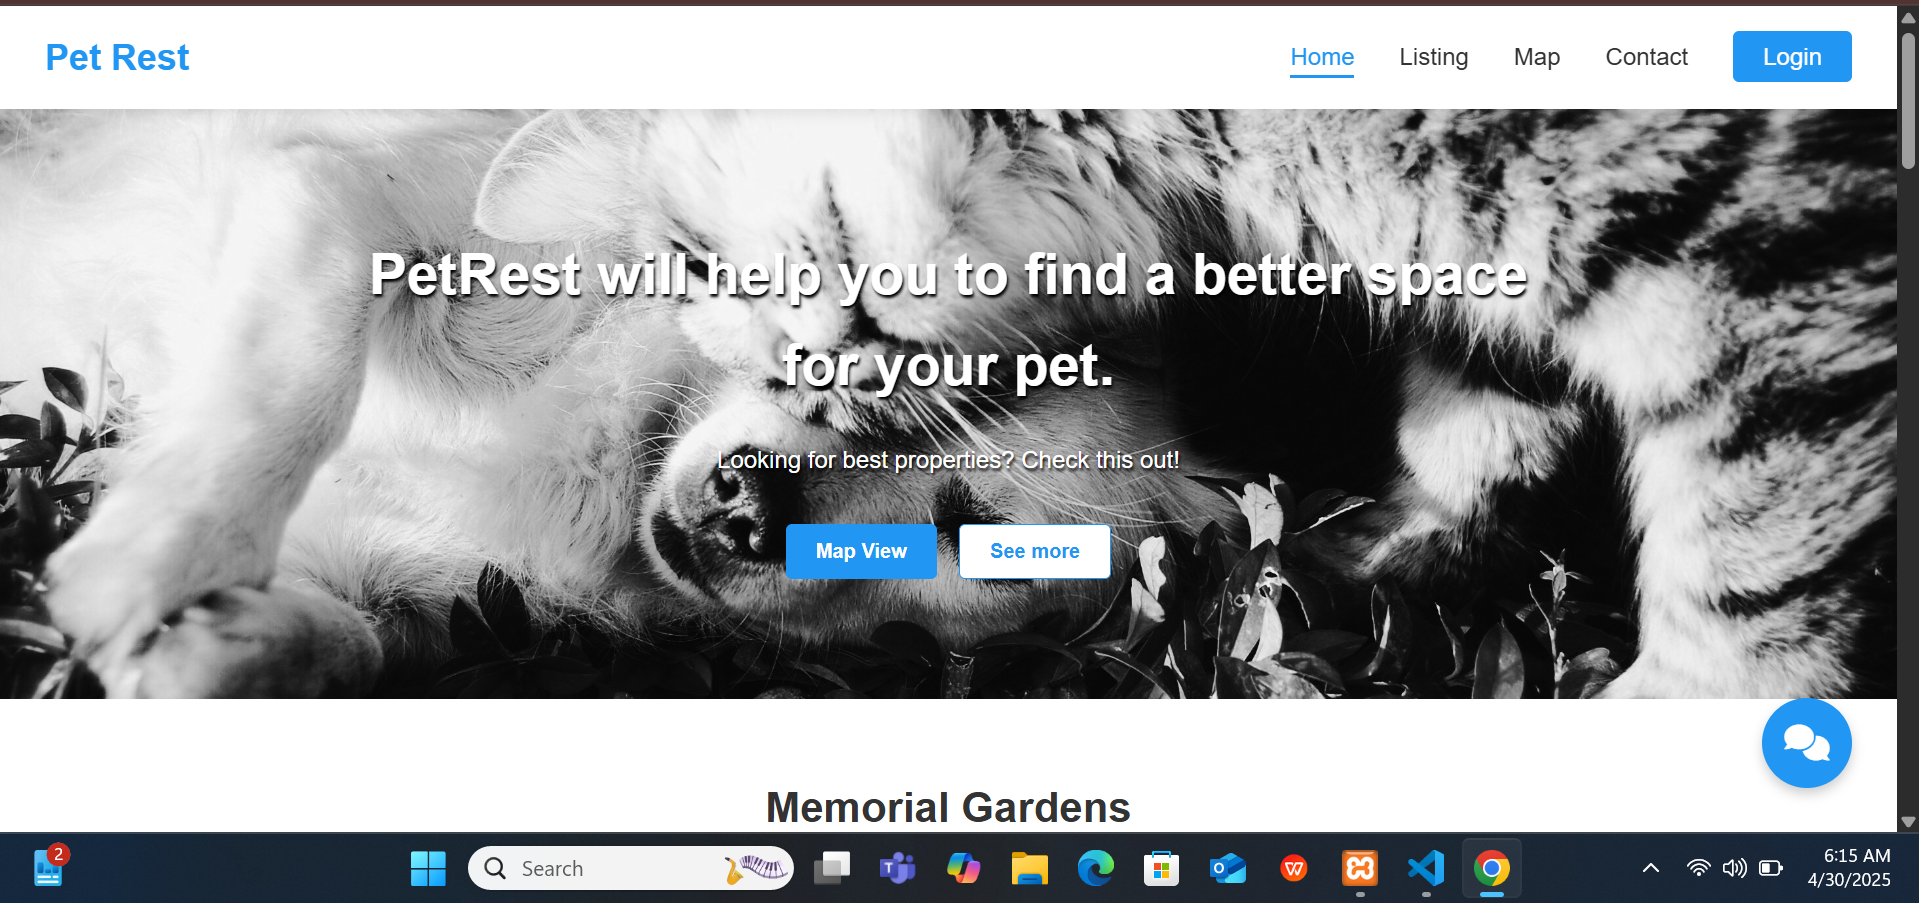 Pet Rest
Home
Listing
Map
Contact
Login
PetRest will help you to find a better space
for your pet.
Looking for best properties? Check this out!
Map View
See more
Memorial Gardens
2
Search
6:15 AM
4/30/2025